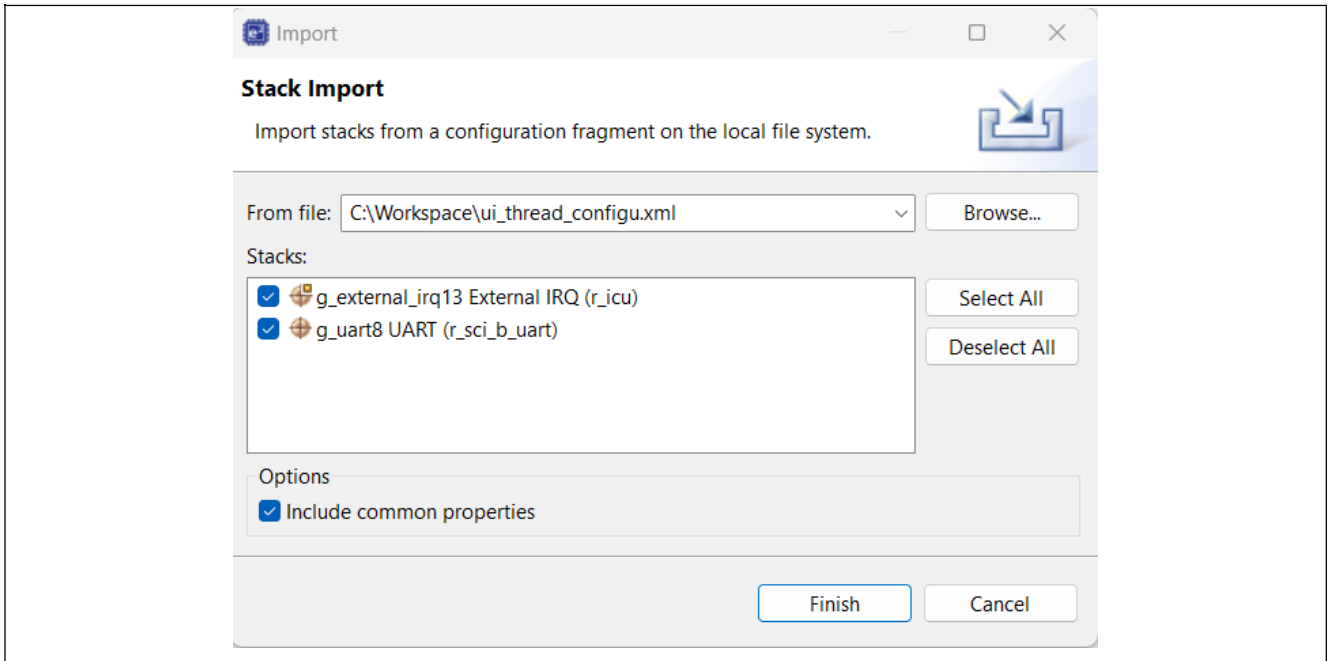 Import
Stack Import
Import stacks from a configuration fragment on the local file system.
From file: C:\Workspace\ui_thread_configu.xml Browse...
Stacks:
g_external_irq13 External IRQ (r_icu) Select All
g_uart8 UART (r_sci_b_uart)
Deselect All
Options
Include common properties
Finish Cancel